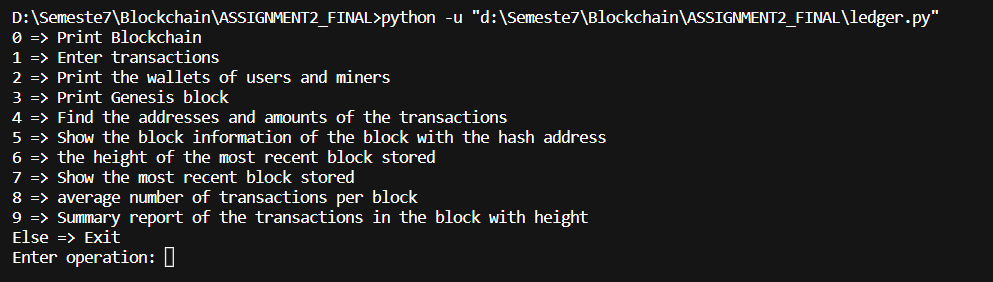 D:\Semeste7\Blockchain\ASSIGNMENT2_FINAL>python -u "d:\Semeste7\Blockchain\ASSIGNMENT2_FINAL\ledger.py"
0 => Print Blockchain
1 => Enter transactions
2 => Print the wallets of users and miners
3 => Print Genesis block
4 => Find the addresses and amounts of the transactions
5 => Show the block information of the block with the hash address
6 => the height of the most recent block stored
7 => Show the most recent block stored
8 => average number of transactions per block
9 => Summary report of the transactions in the block with height
Else => Exit
Enter operation: